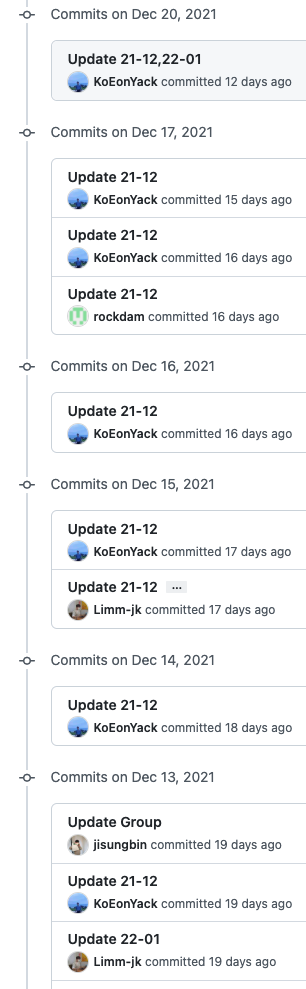 Commits on Dec 20, 2021
Update 21-12,22-01
KoEonYack committed 12 days ago
Commits on Dec 17, 2021
Update 21-12
KoEonYack committed 15 days ago
Update 21-12
KoEonYack committed 16 days ago
Update 21-12
rockdam committed 16 days ago
Commits on Dec 16, 2021
Update 21-12
KoEonYack committed 16 days ago
Commits on Dec 15, 2021
Update 21-12
KoEonYack committed 17 days ago
Update 21-12 ...
Limm-jk committed 17 days ago
Commits on Dec 14, 2021
Update 21-12
KoEonYack committed 18 days ago
Commits on Dec 13, 2021
Update Group
jisungbin committed 19 days ago
Update 21-12
KoEonYack committed 19 days ago
Update 22-01
Limm-jk committed 19 days ago